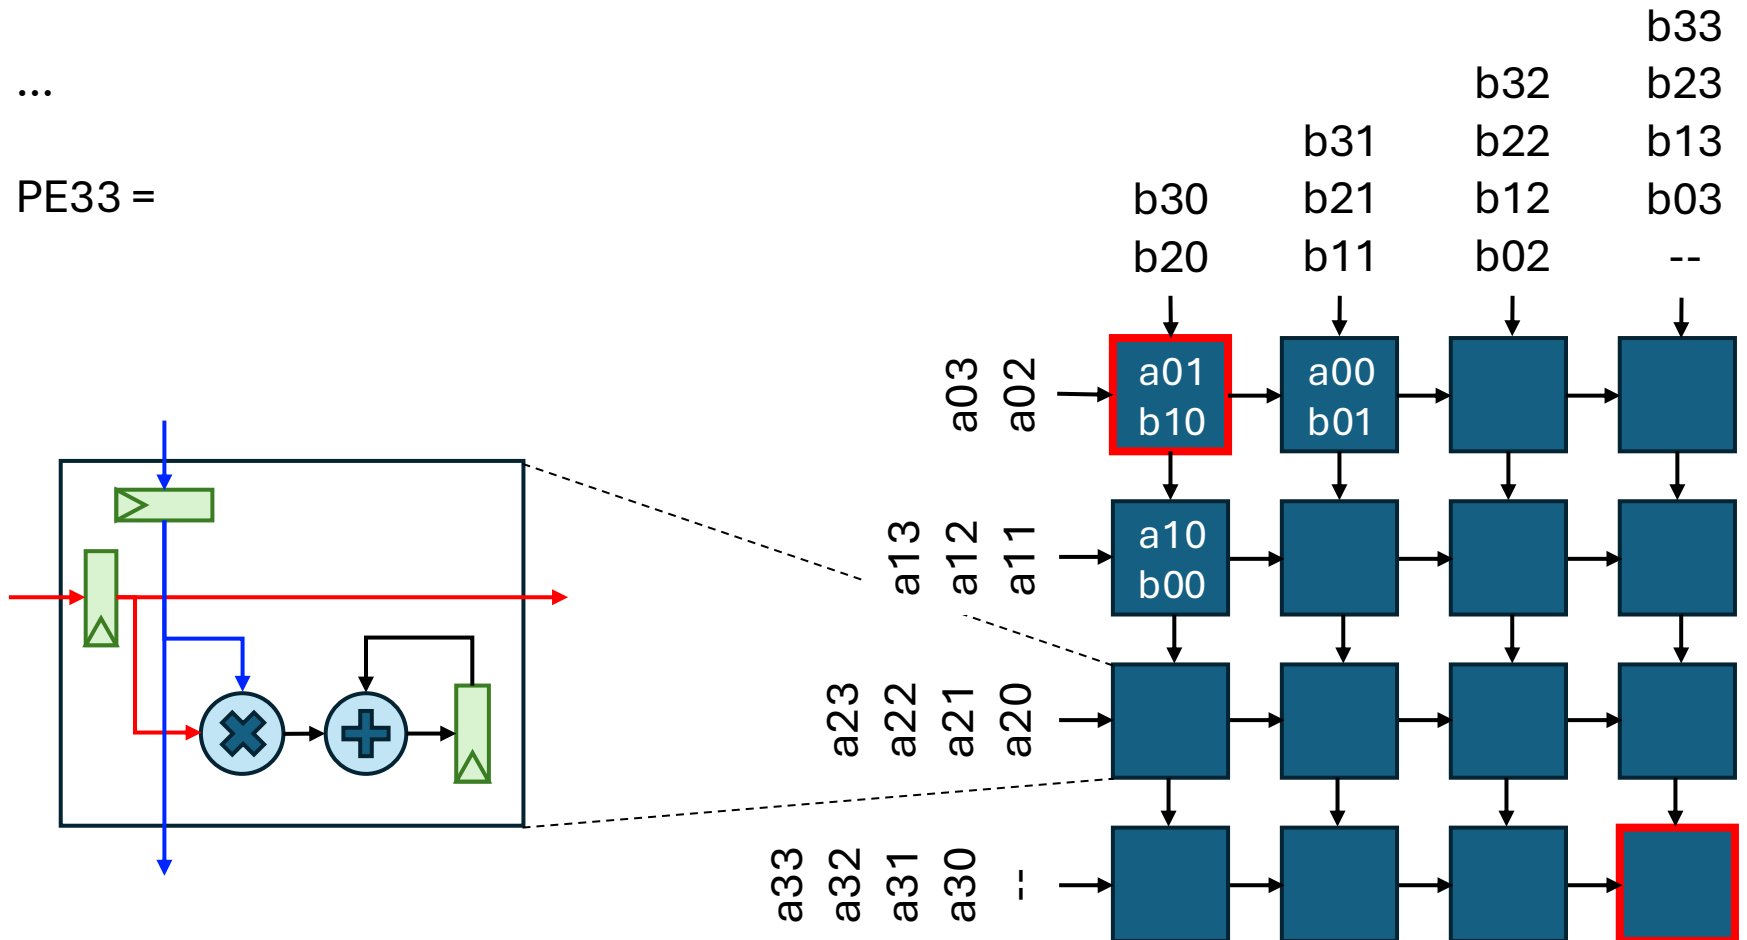 ...
PE33 =
b33
b32 b23
b31 b22 b13
b30 b21 b12 b03
b20 b11 b02 --
a03 a02
a01 a00
b10 b01
a13 a12 a11
a10
b00
a23 a22 a21 a20
a33 a32 a31 a30 --